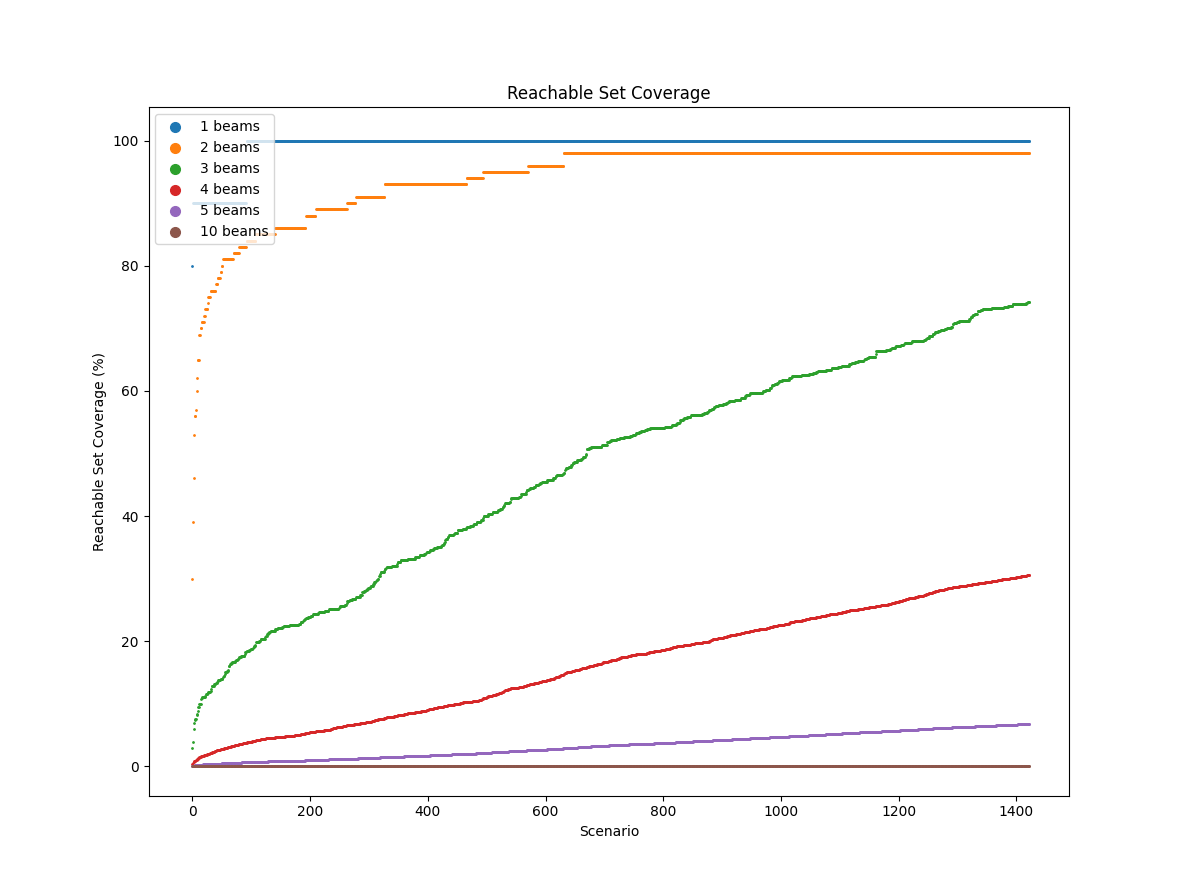 Reachable Set Coverage
1 beams
2 beams
3 beams
4 beams
5 beams
10 beams
Reachable Set Coverage (%)
100
80
60
40
20
0
0 200 400 600 800 1000 1200 1400
Scenario